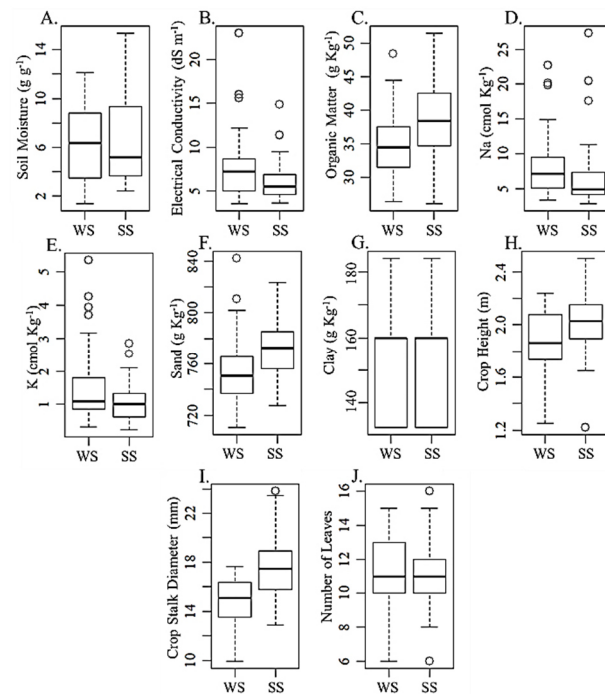 A.
Soil Moisture (g g⁻¹)
14
10
6
2
WS SS
B.
Electrical Conductivity (dS m⁻¹)
20
15
10
5
WS SS
C.
Organic Matter (g Kg⁻¹)
50
45
40
35
30
WS SS
D.
Na (cmol Kg⁻¹)
25
20
15
10
5
WS SS
E.
K (cmol Kg⁻¹)
5
4
3
2
1
WS SS
F.
Sand (g Kg⁻¹)
840
800
760
720
WS SS
G.
Clay (g Kg⁻¹)
180
160
140
WS SS
H.
Crop Height (m)
2.4
2.0
1.6
1.2
WS SS
I.
Crop Stalk Diameter (mm)
22
18
14
10
WS SS
J.
Number of Leaves
16
14
12
10
8
6
WS SS